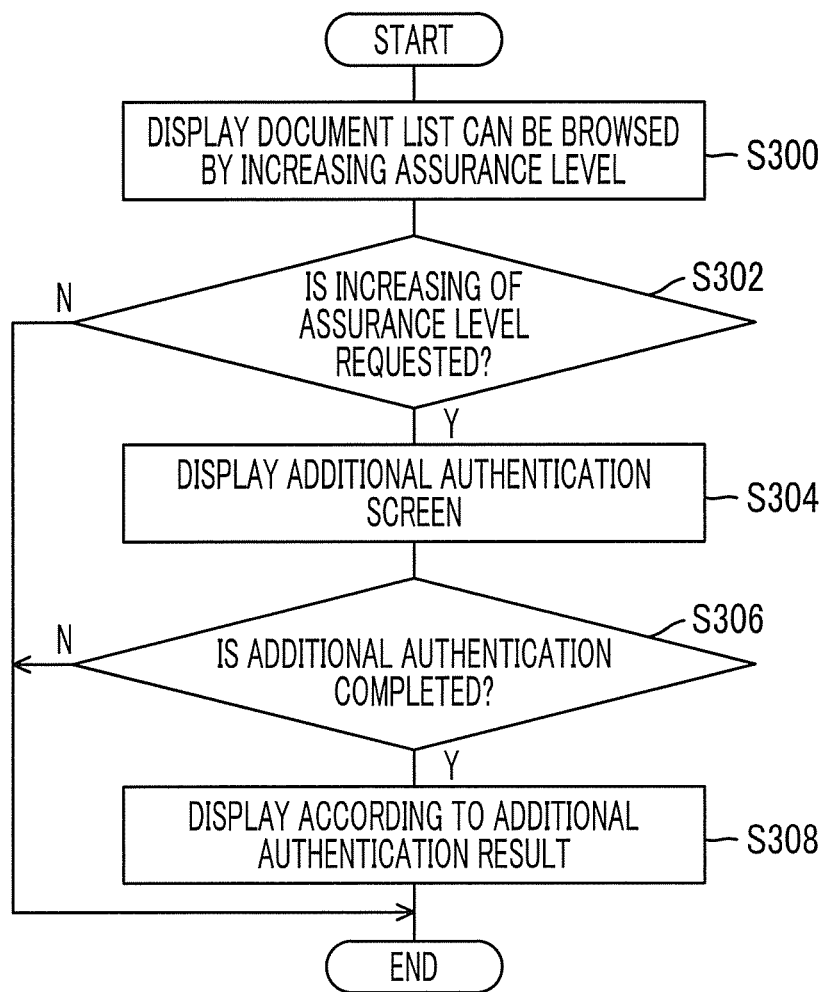 START
DISPLAY DOCUMENT LIST CAN BE BROWSED
BY INCREASING ASSURANCE LEVEL
S300
S302
N
IS INCREASING OF
ASSURANCE LEVEL
REQUESTED?
Y
DISPLAY ADDITIONAL AUTHENTICATION
SCREEN
S304
S306
N
IS ADDITIONAL AUTHENTICATION
COMPLETED?
Y
DISPLAY ACCORDING TO ADDITIONAL
AUTHENTICATION RESULT
S308
END